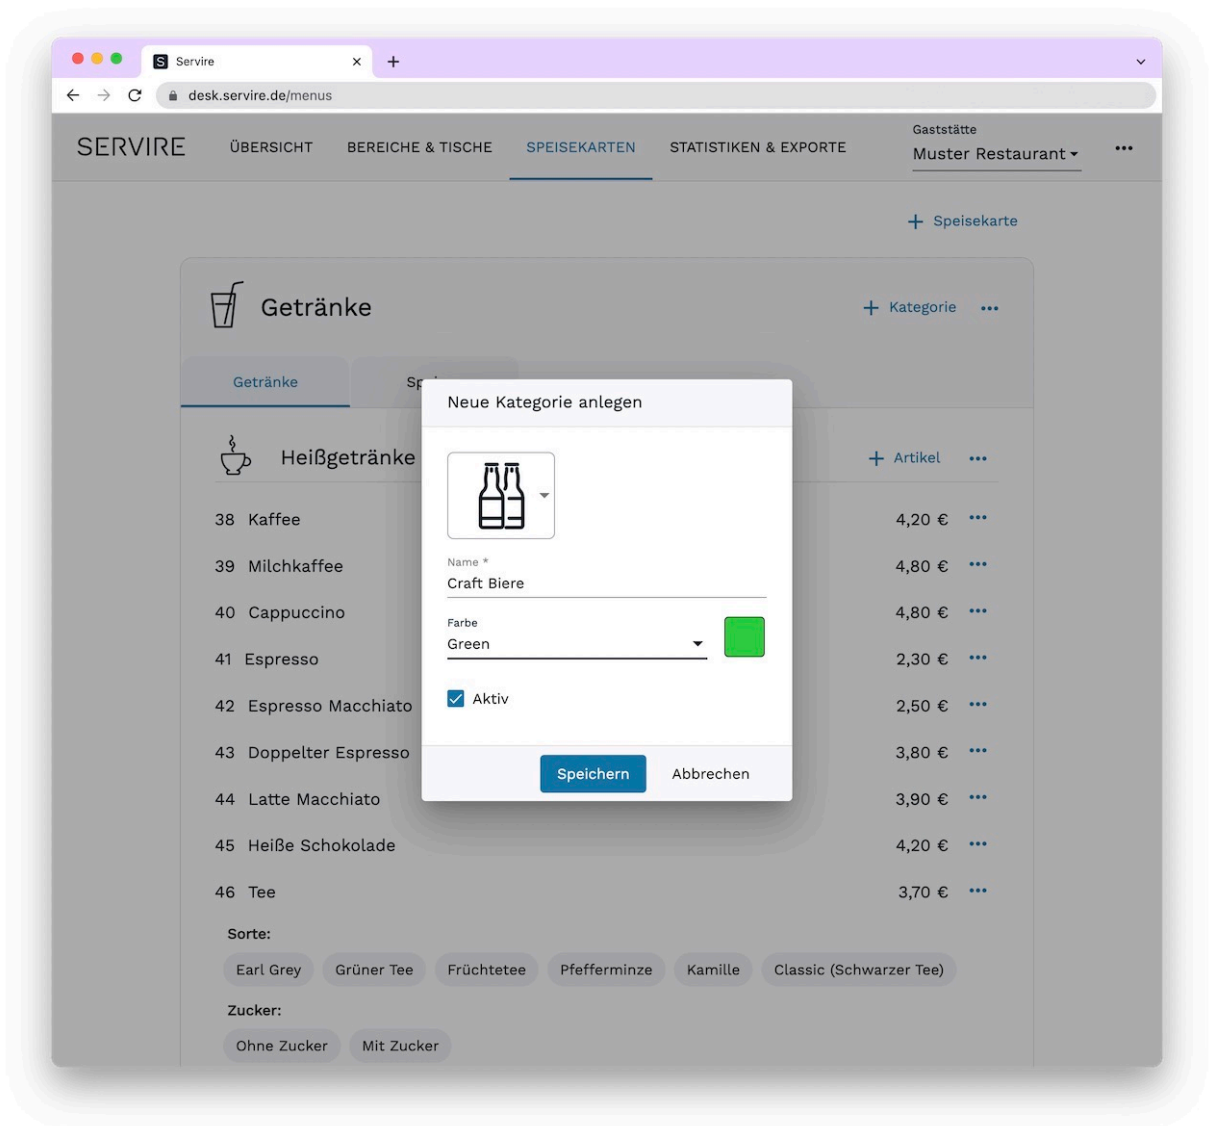 S Servire
desk.servire.de/menus
SERVIRE ÜBERSICHT BEREICHE & TISCHE SPEISEKARTEN STATISTIKEN & EXPORTE
Gaststätte
Muster Restaurant
+ Speisekarte
Getränke + Kategorie
Getränke
Neue Kategorie anlegen
Heißgetränke + Artikel
38 Kaffee 4,20 €
39 Milchkaffee 4,80 €
40 Cappuccino 4,80 €
41 Espresso 2,30 €
42 Espresso Macchiato 2,50 €
43 Doppelter Espresso 3,80 €
44 Latte Macchiato 3,90 €
45 Heiße Schokolade 4,20 €
46 Tee 3,70 €
Name *
Craft Biere
Farbe
Green
Aktiv
Speichern Abbrechen
Sorte:
Earl Grey Grüner Tee Früchtetee Pfefferminze Kamille Classic (Schwarzer Tee)
Zucker:
Ohne Zucker Mit Zucker